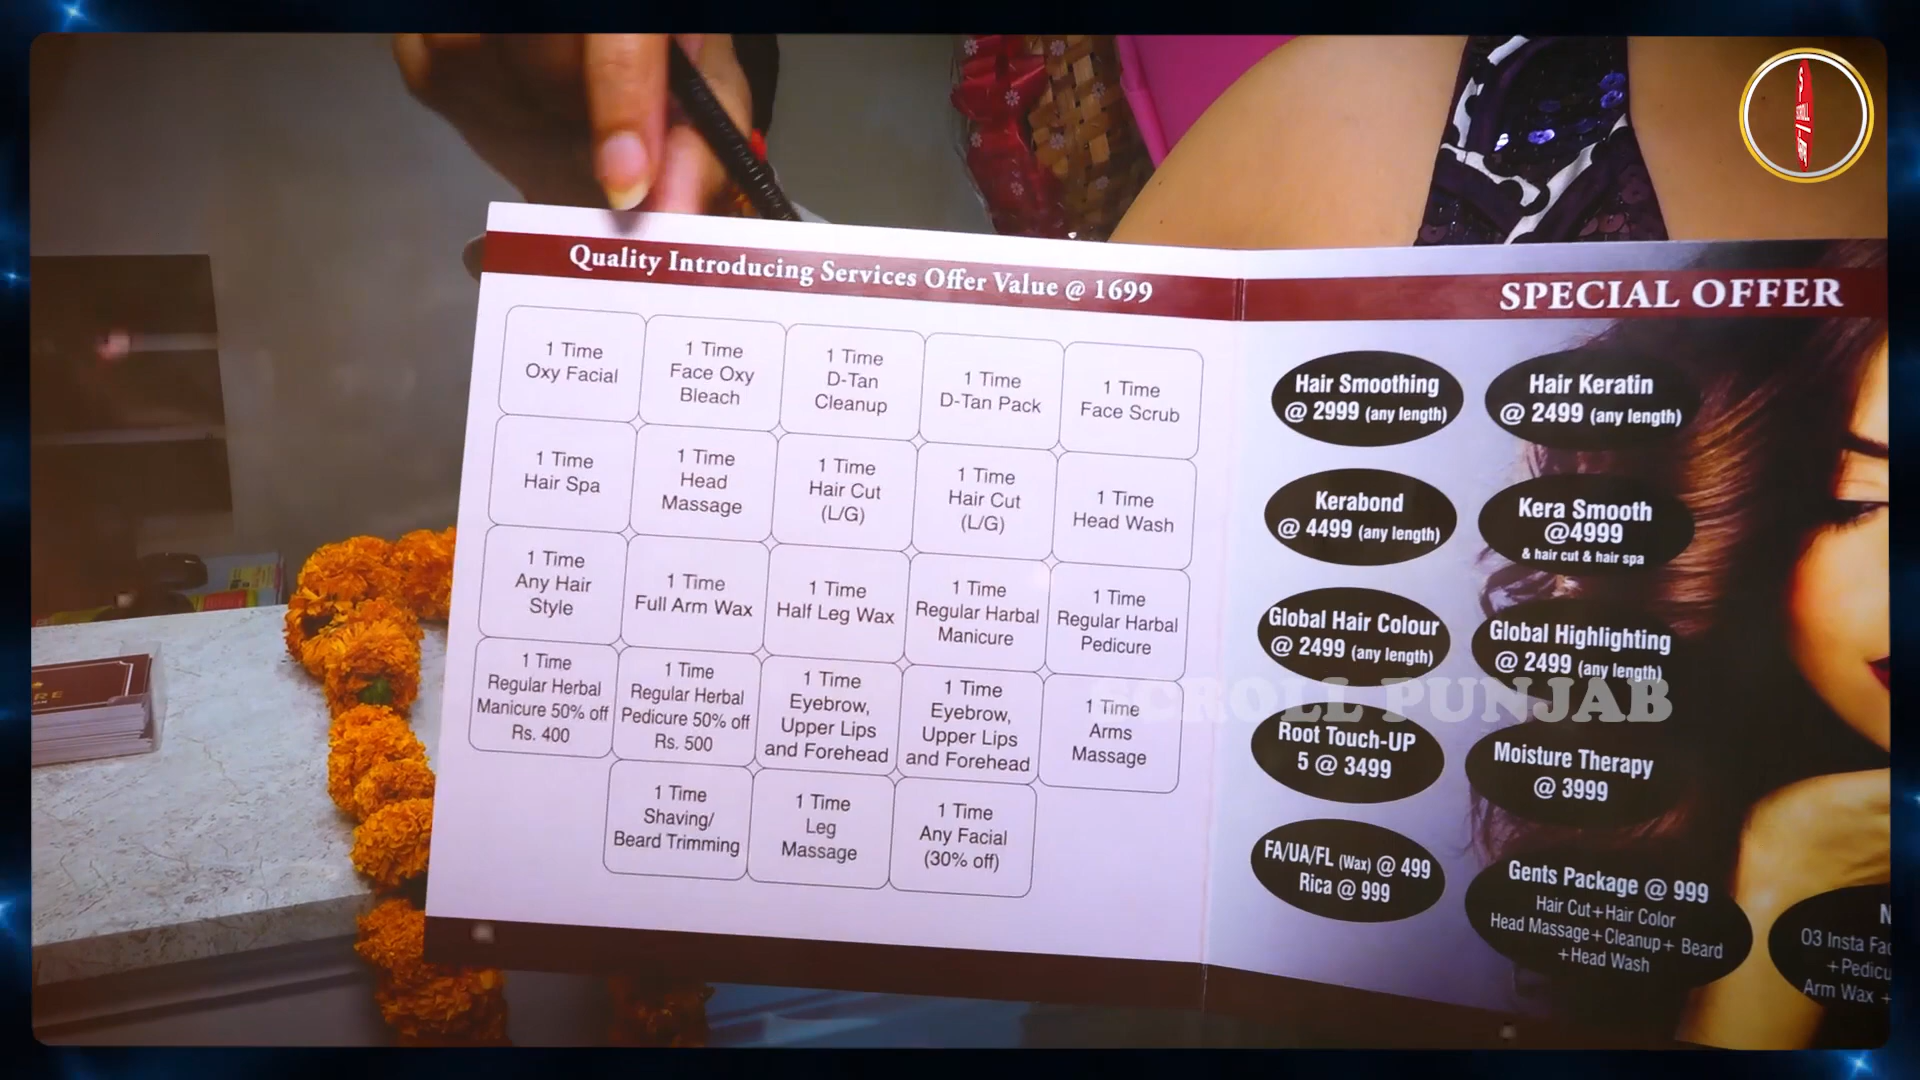 Quality Introducing Services Offer Value @ 1699
1 Time
Oxy Facial
1 Time
Face Oxy
Bleach
1 Time
D-Tan
Cleanup
1 Time
D-Tan Pack
1 Time
Face Scrub
1 Time
Hair Spa
1 Time
Head
Massage
1 Time
Hair Cut
(L/G)
1 Time
Hair Cut
(L/G)
1 Time
Head Wash
1 Time
Any Hair
Style
1 Time
Full Arm Wax
1 Time
Half Leg Wax
1 Time
Regular Harbal
Manicure
1 Time
Regular Harbal
Pedicure
1 Time
Regular Herbal
Manicure 50% off
Rs. 400
1 Time
Regular Herbal
Pedicure 50% off
Rs. 500
1 Time
Eyebrow,
Upper Lips
and Forehead
1 Time
Eyebrow,
Upper Lips
and Forehead
1 Time
Arms
Massage
1 Time
Shaving/
Beard Trimming
1 Time
Leg
Massage
1 Time
Any Facial
(30% off)
SPECIAL OFFER
Hair Smoothing
@ 2999 (any length)
Hair Keratin
@ 2499 (any length)
Kerabond
@ 4499 (any length)
Kera Smooth
@4999
& hair cut & hair spa
Global Hair Colour
@ 2499 (any length)
Global Highlighting
@ 2499 (any length)
Root Touch-UP
5 @ 3499
Moisture Therapy
@ 3999
FA/UA/FL (Wax) @ 499
Rica @ 999
Gents Package @ 999
Hair Cut+Hair Color
Head Massage+Cleanup+ Beard
+Head Wash
03 Insta
Arm Wax +
SCROLL PUNJAB